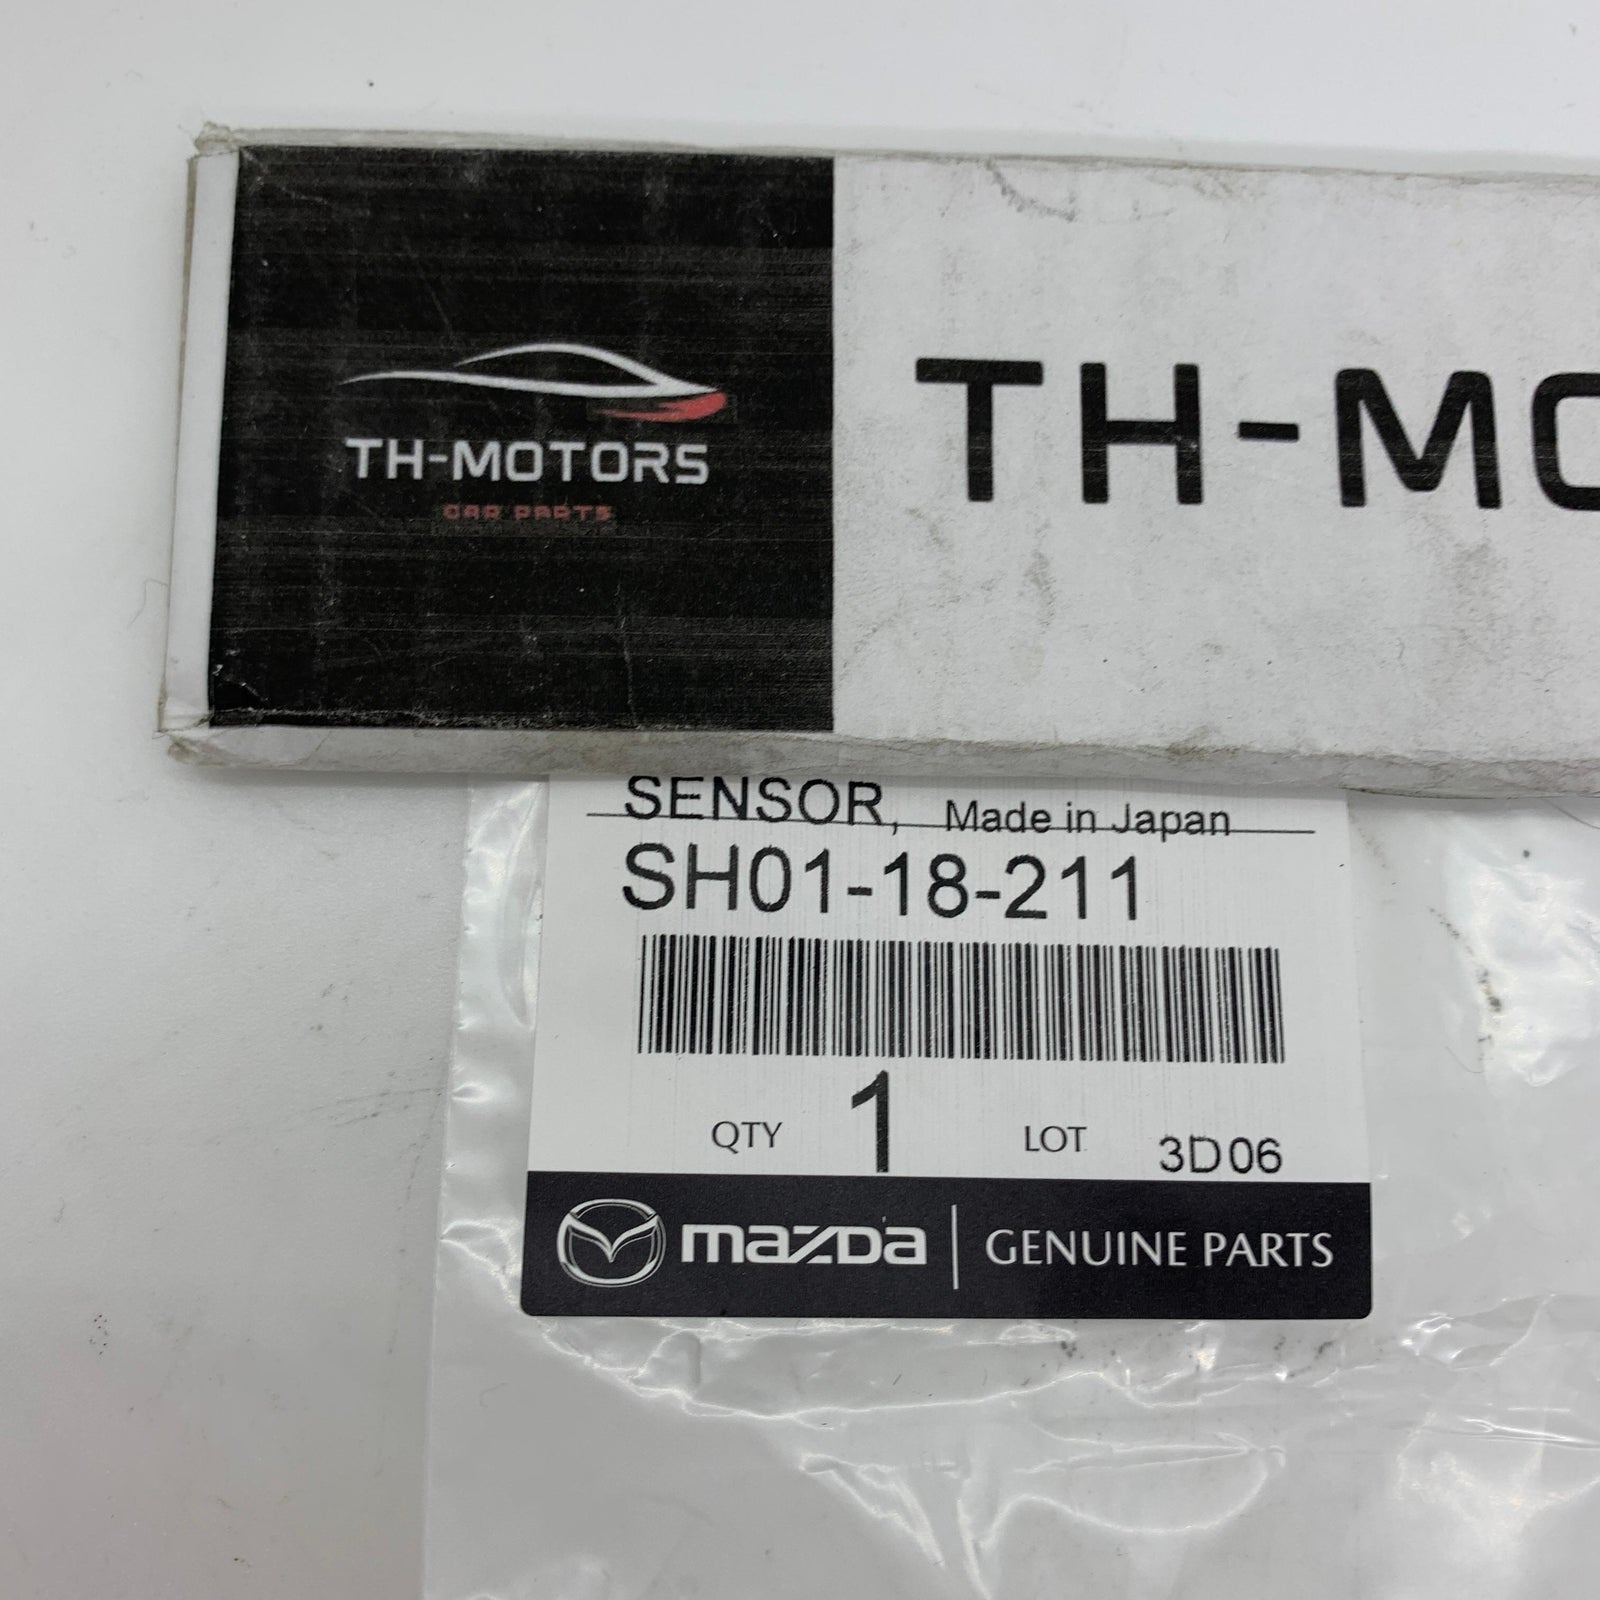 TH-MOTORS
CAR PARTS
TH-MO
SENSOR, Made in Japan
SH01-18-211
QTY 1 LOT 3D06
mazda GENUINE PARTS